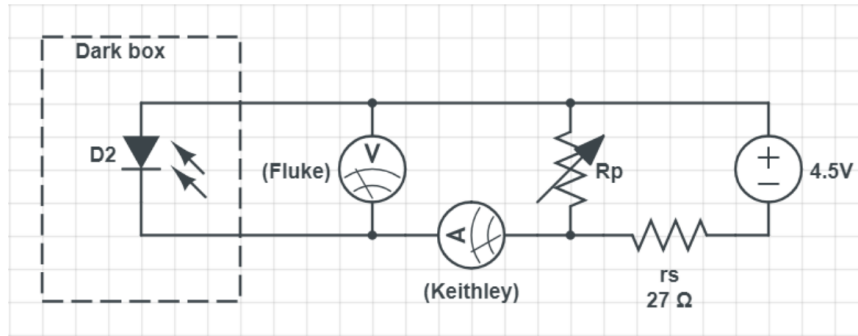 Dark box
D2
(Fluke)
V
Rp
4.5V
A
(Keithley)
rs
27 Ω